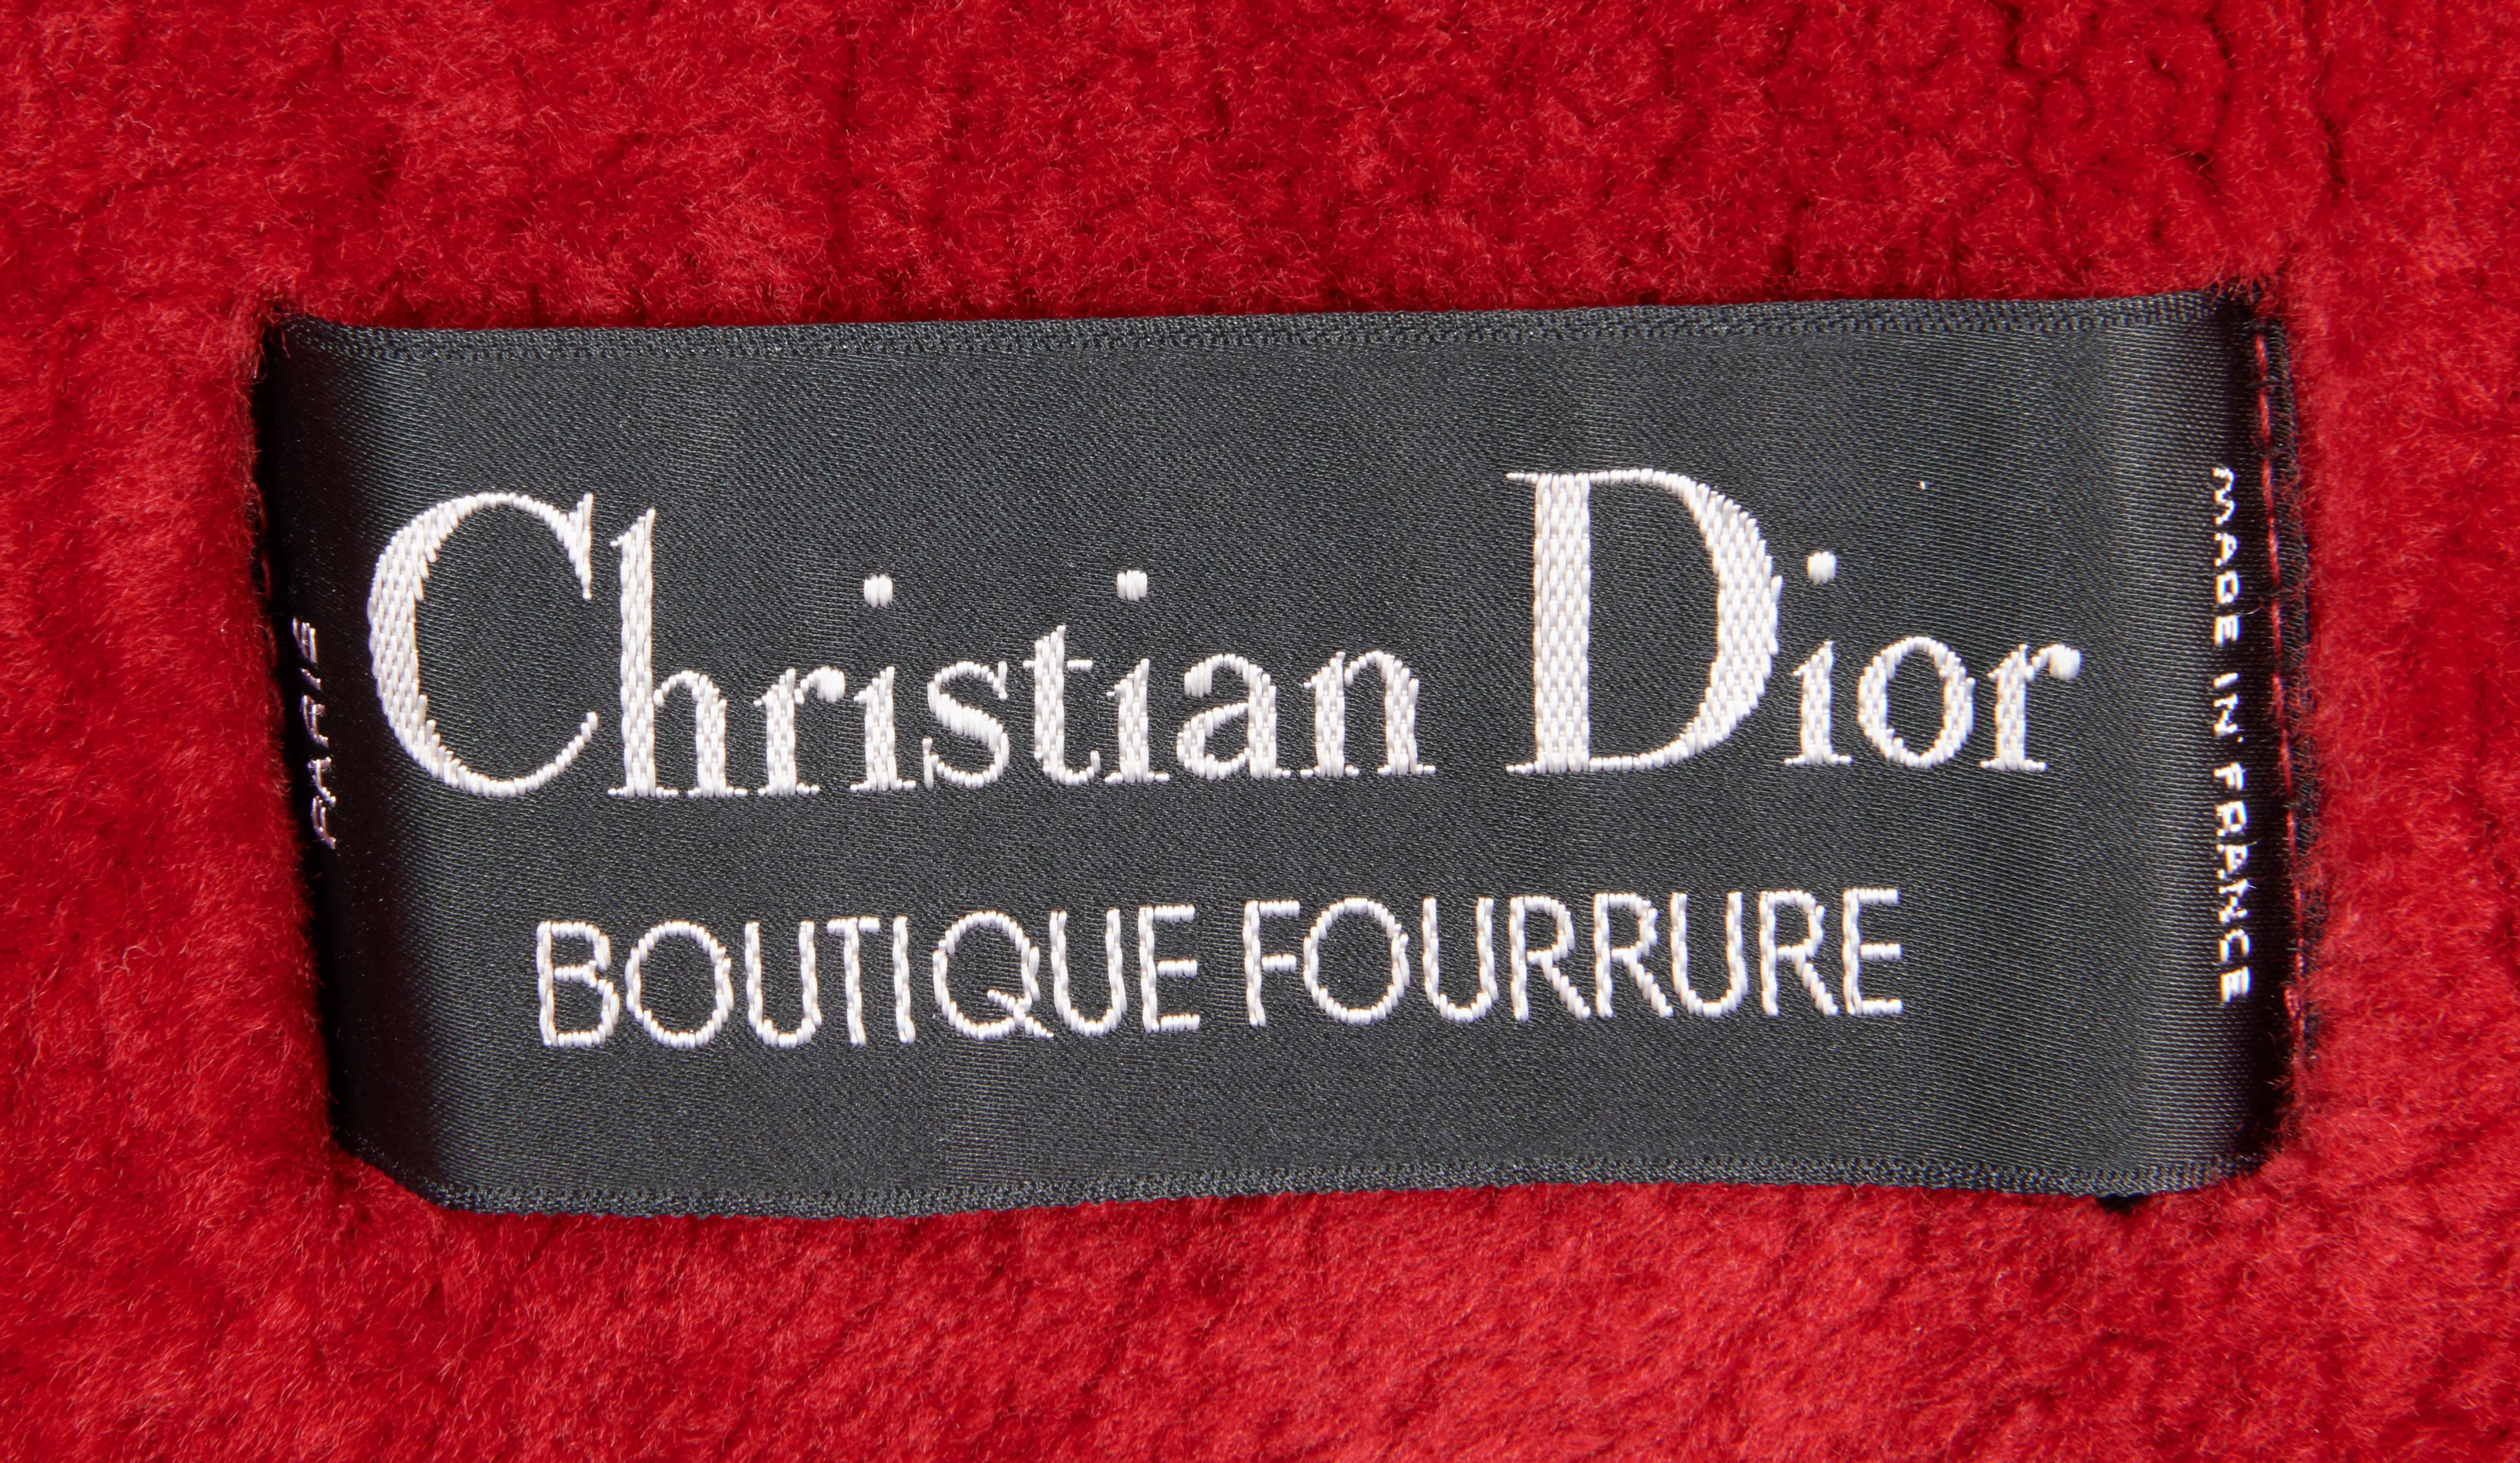 Christian Dior
BOUTIQUE FOURRURE
PARIS
MADE IN FRANCE